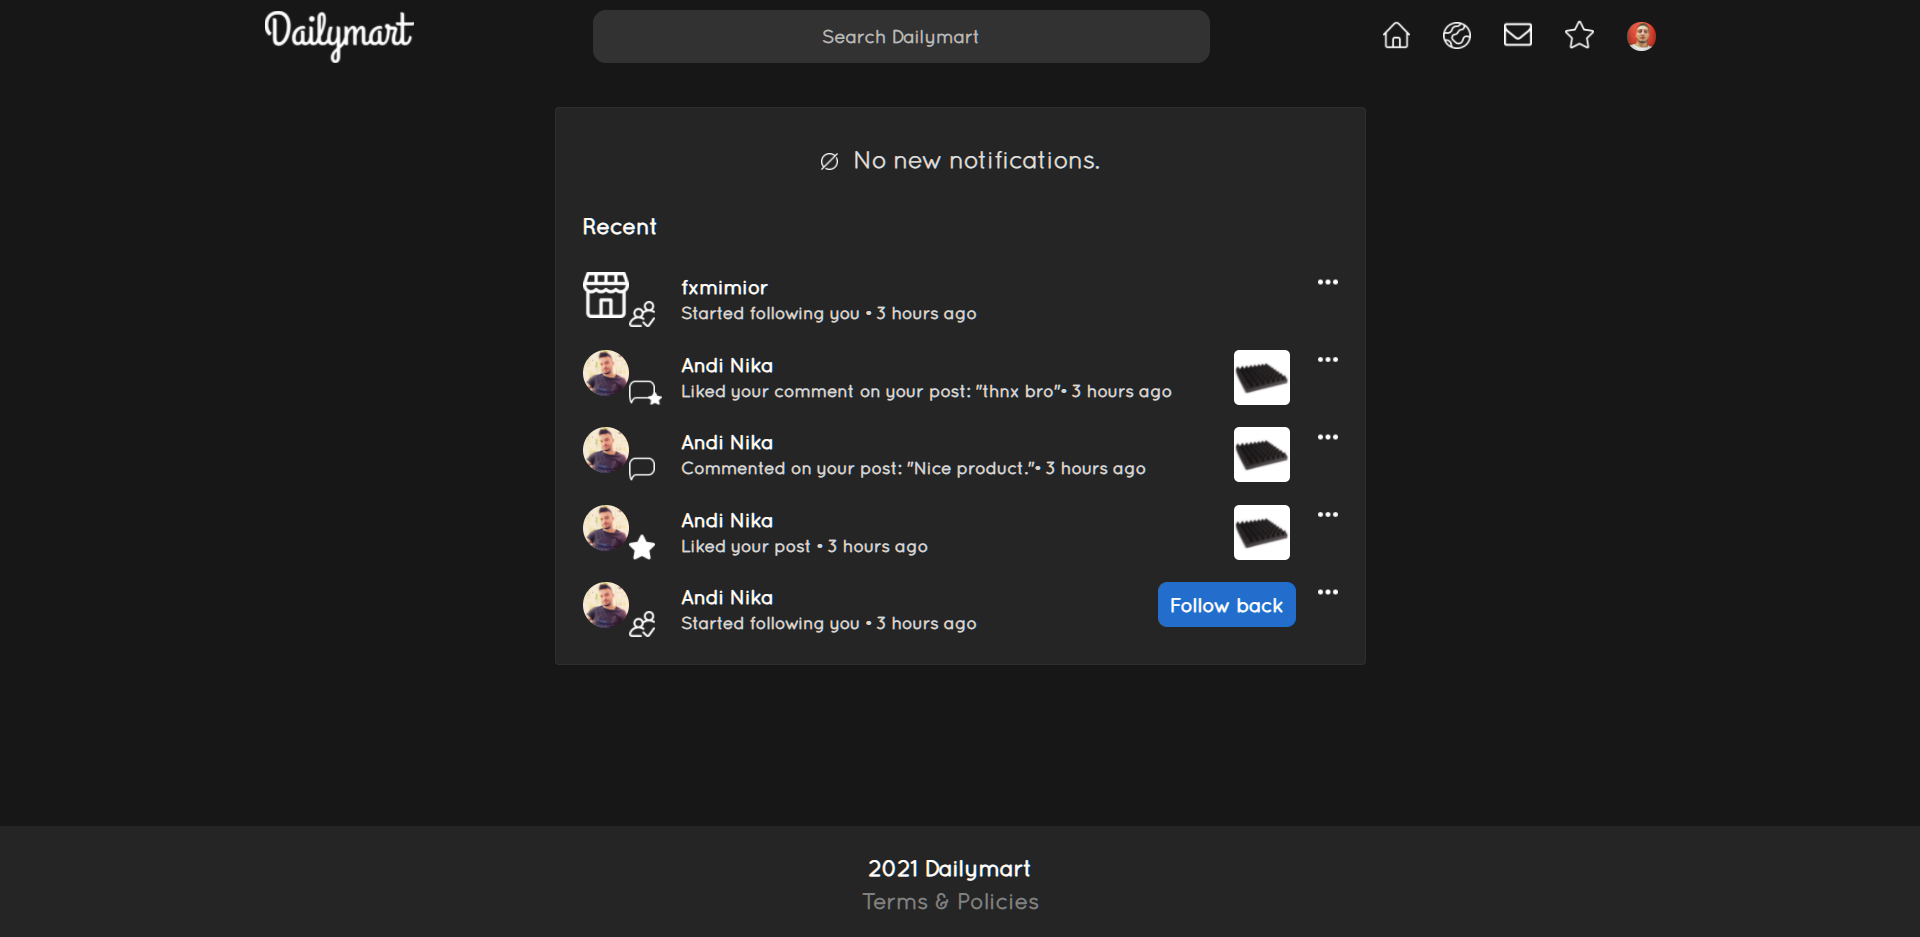 Dailymart
Search Dailymart
No new notifications.
Recent
fxmimior
Started following you • 3 hours ago
Andi Nika
Liked your comment on your post: "thnx bro"• 3 hours ago
Andi Nika
Commented on your post: "Nice product."• 3 hours ago
Andi Nika
Liked your post • 3 hours ago
Andi Nika
Started following you • 3 hours ago
Follow back
2021 Dailymart
Terms & Policies